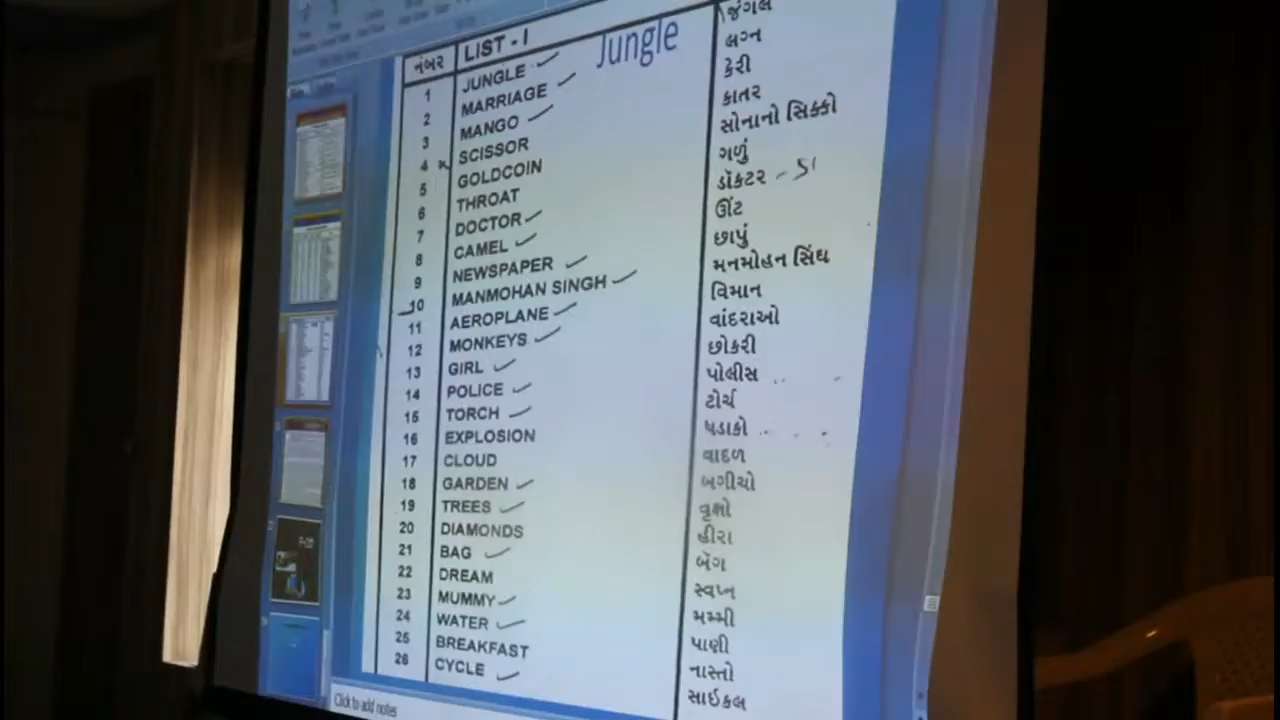 નંબર LIST - I Jungle
1 JUNGLE જંગલ
2 MARRIAGE લગ્ન
3 MANGO કેરી
4 SCISSOR કાતર
5 GOLDCOIN સોનાનો સિક્કો
6 THROAT ગળું
7 DOCTOR ડૉકટર
8 CAMEL ઊંટ
9 NEWSPAPER છાપું
10 MANMOHAN SINGH મનમોહન સિંઘ
11 AEROPLANE વિમાન
12 MONKEYS વાંદરાઓ
13 GIRL છોકરી
14 POLICE પોલીસ
15 TORCH ટોર્ચ
16 EXPLOSION ધડાકો
17 CLOUD વાદળ
18 GARDEN બગીચો
19 TREES વૃક્ષો
20 DIAMONDS હીરા
21 BAG બૅગ
22 DREAM સ્વપ્ન
23 MUMMY મમ્મી
24 WATER પાણી
25 BREAKFAST નાસ્તો
26 CYCLE સાઈકલ
Click to add notes